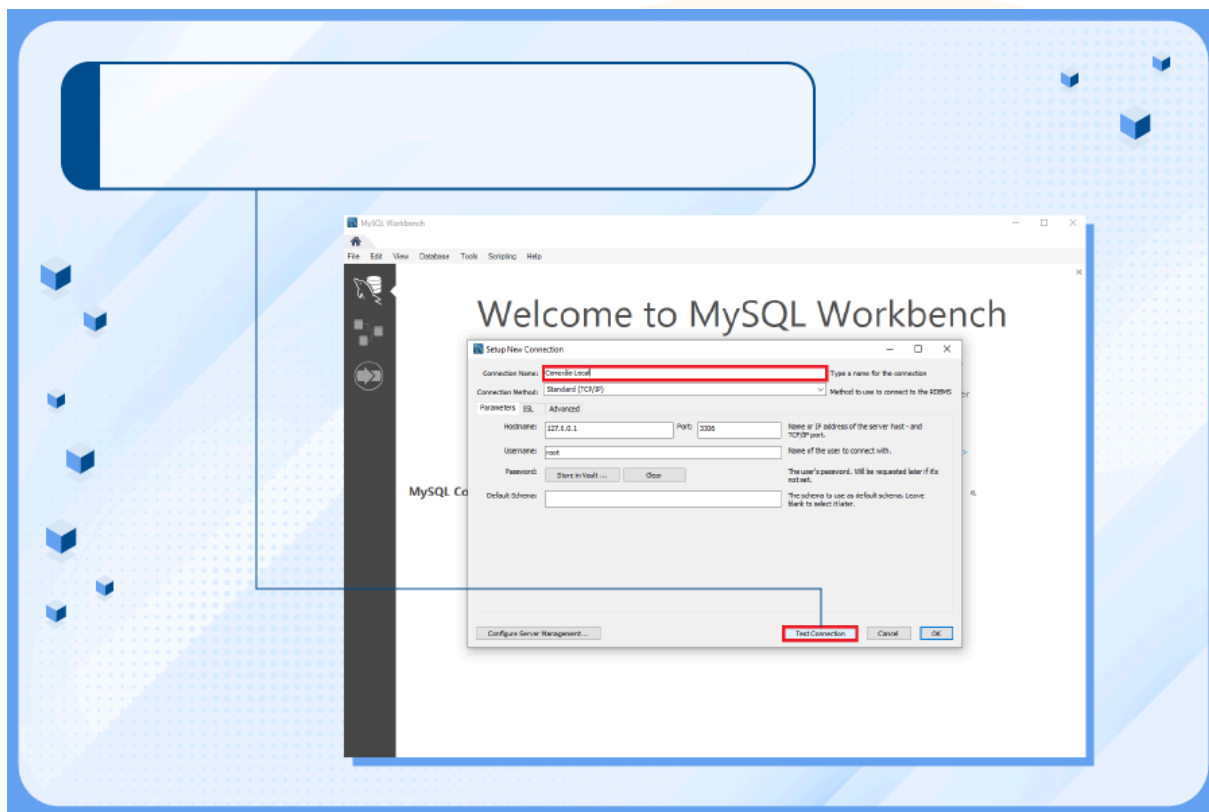 MySQL Workbench
File Edit View Database Tools Scripting Help
Welcome to MySQL Workbench
Setup New Connection
Connection Name: Conexão Local Type a name for the connection
Connection Method: Standard (TCP/IP) Method to use to connect to the RDBMS
Parameters SSL Advanced
Hostname: 127.0.0.1 Port: 3306 Name or IP address of the server host - and
TCP/IP port.
Username: root Name of the user to connect with.
Password: Store in Vault ... Clear The user's password. Will be requested later if it's
not set.
MySQL Co
Default Schema: The schema to use as default schema. Leave
blank to select it later.
Configure Server Management... Test Connection Cancel OK